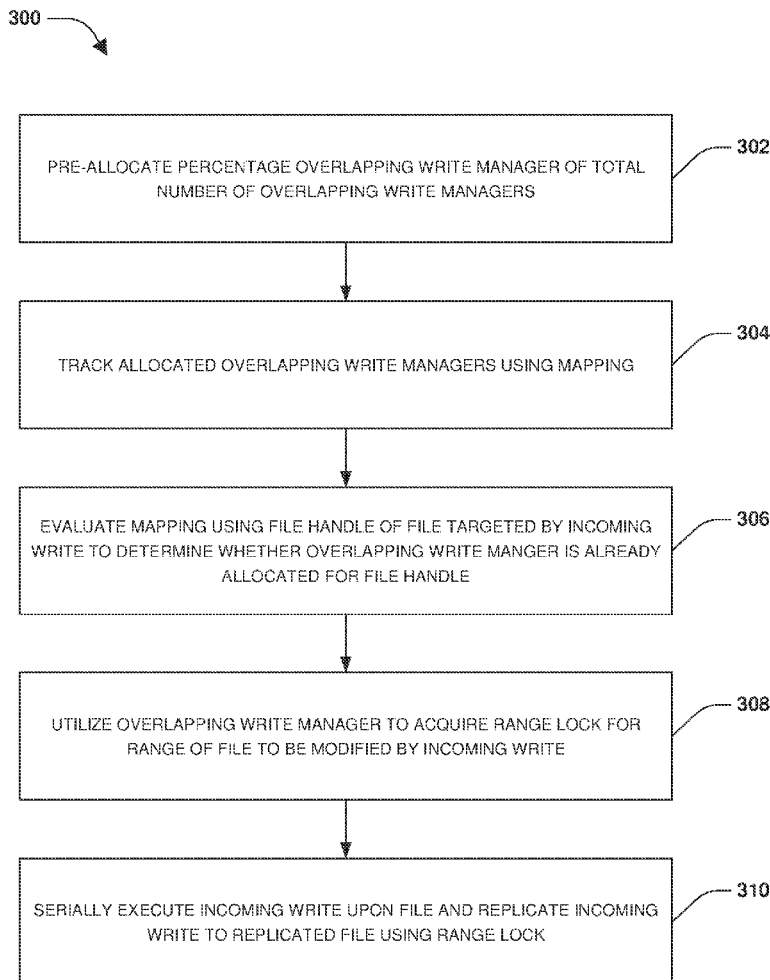 300
PRE-ALLOCATE PERCENTAGE OVERLAPPING WRITE MANAGER OF TOTAL
NUMBER OF OVERLAPPING WRITE MANAGERS
302
TRACK ALLOCATED OVERLAPPING WRITE MANAGERS USING MAPPING
304
EVALUATE MAPPING USING FILE HANDLE OF FILE TARGETED BY INCOMING
WRITE TO DETERMINE WHETHER OVERLAPPING WRITE MANGER IS ALREADY
ALLOCATED FOR FILE HANDLE
306
UTILIZE OVERLAPPING WRITE MANAGER TO ACQUIRE RANGE LOCK FOR
RANGE OF FILE TO BE MODIFIED BY INCOMING WRITE
308
SERIALLY EXECUTE INCOMING WRITE UPON FILE AND REPLICATE INCOMING
WRITE TO REPLICATED FILE USING RANGE LOCK
310